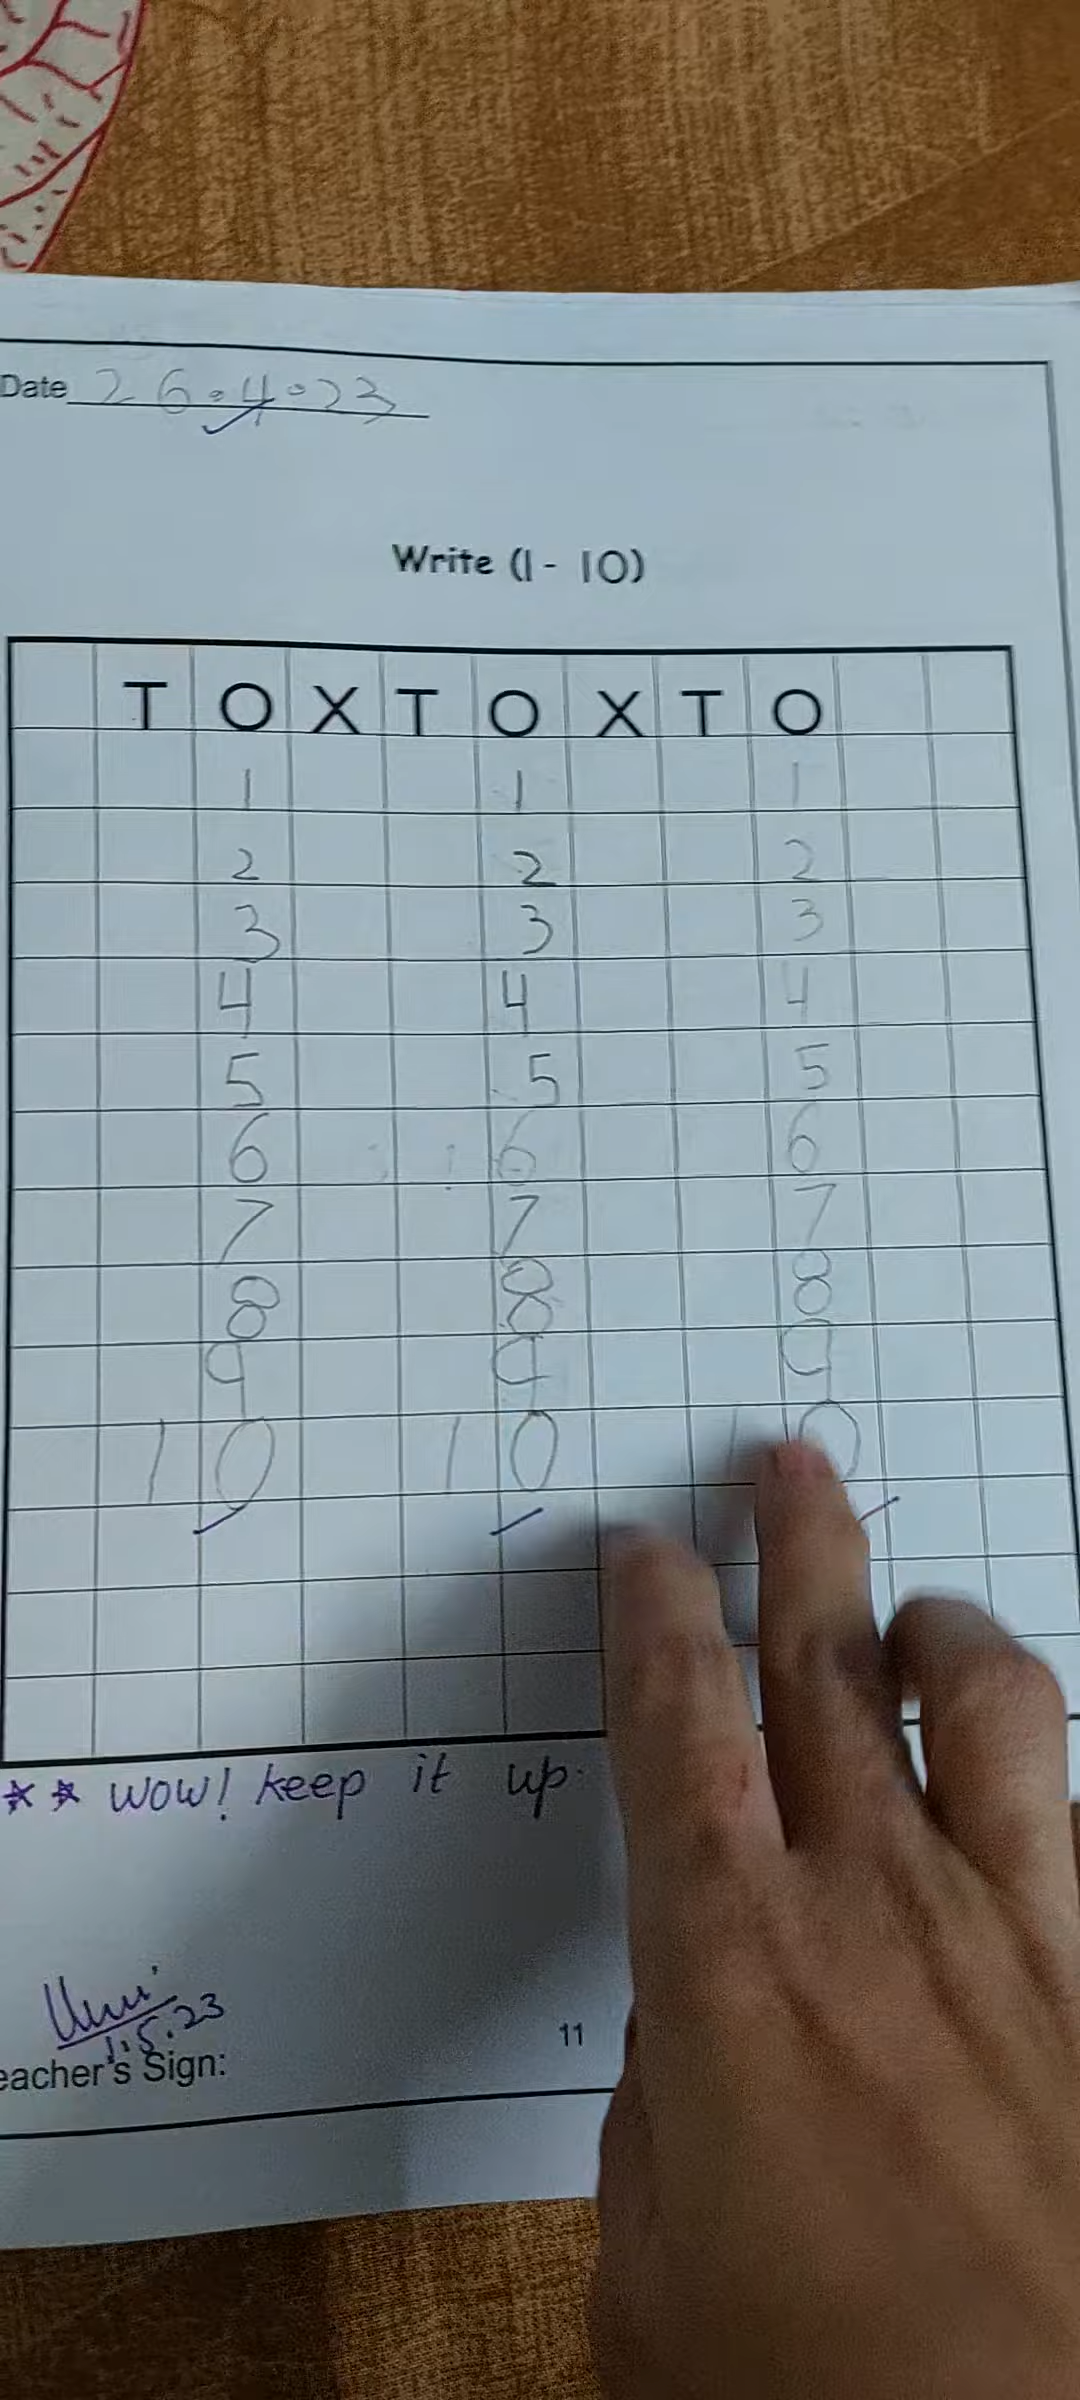 Date 26.4.23
Write (1 - 10)
T O X T O X T O
1 1 1
2 2 2
3 3 3
4 4 4
5 5 5
6 6 6
7 7 7
8 8 8
9 9 9
10 10 10
** wow! keep it up.
1.5.23
eacher's Sign:
11